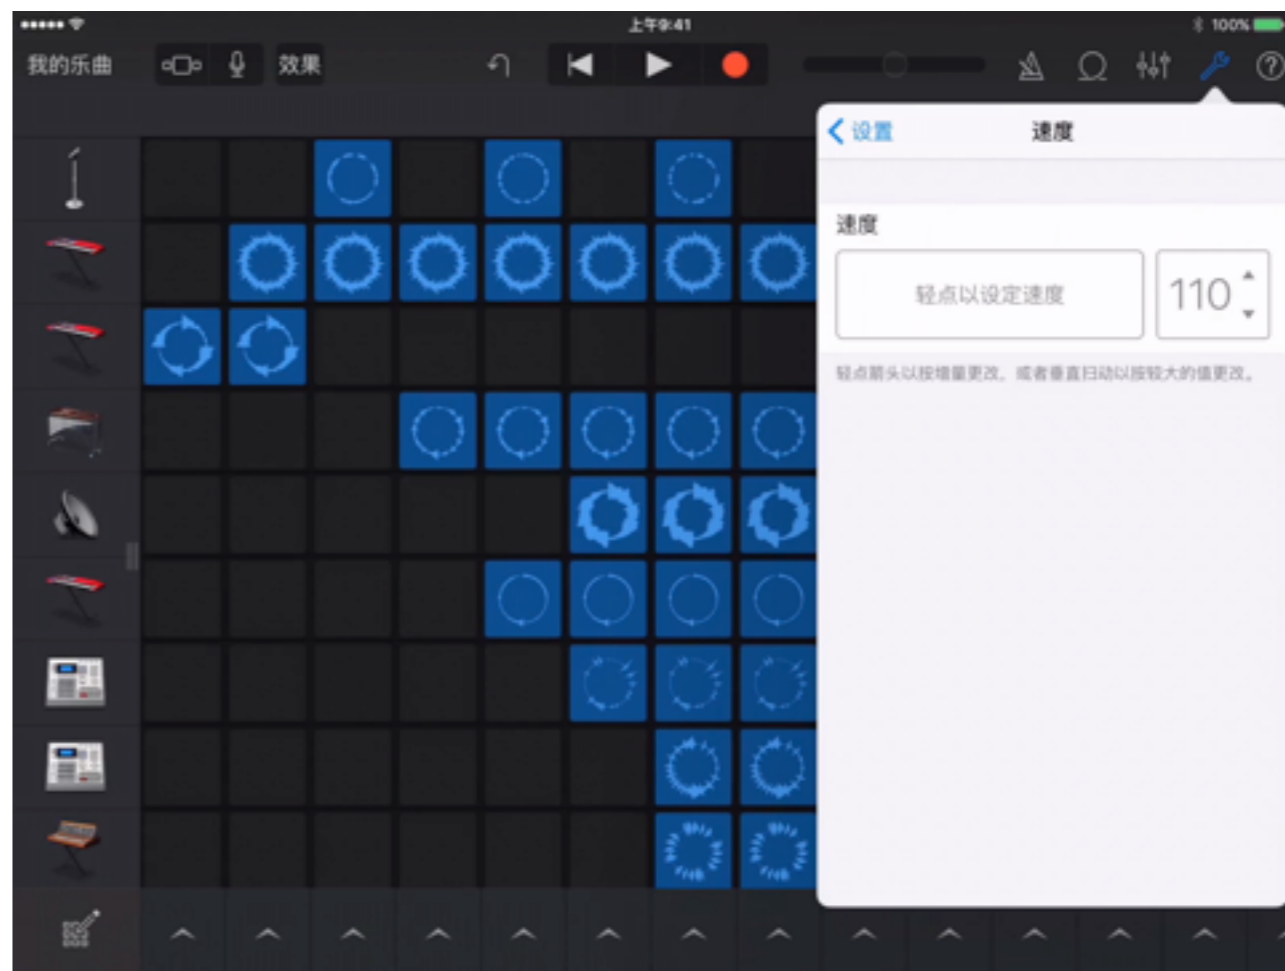 上午9:41
100%
我的乐曲
效果
?
设置
速度
速度
轻点以设定速度
110
轻点箭头以按增量更改，或者垂直扫动以按较大的值更改。